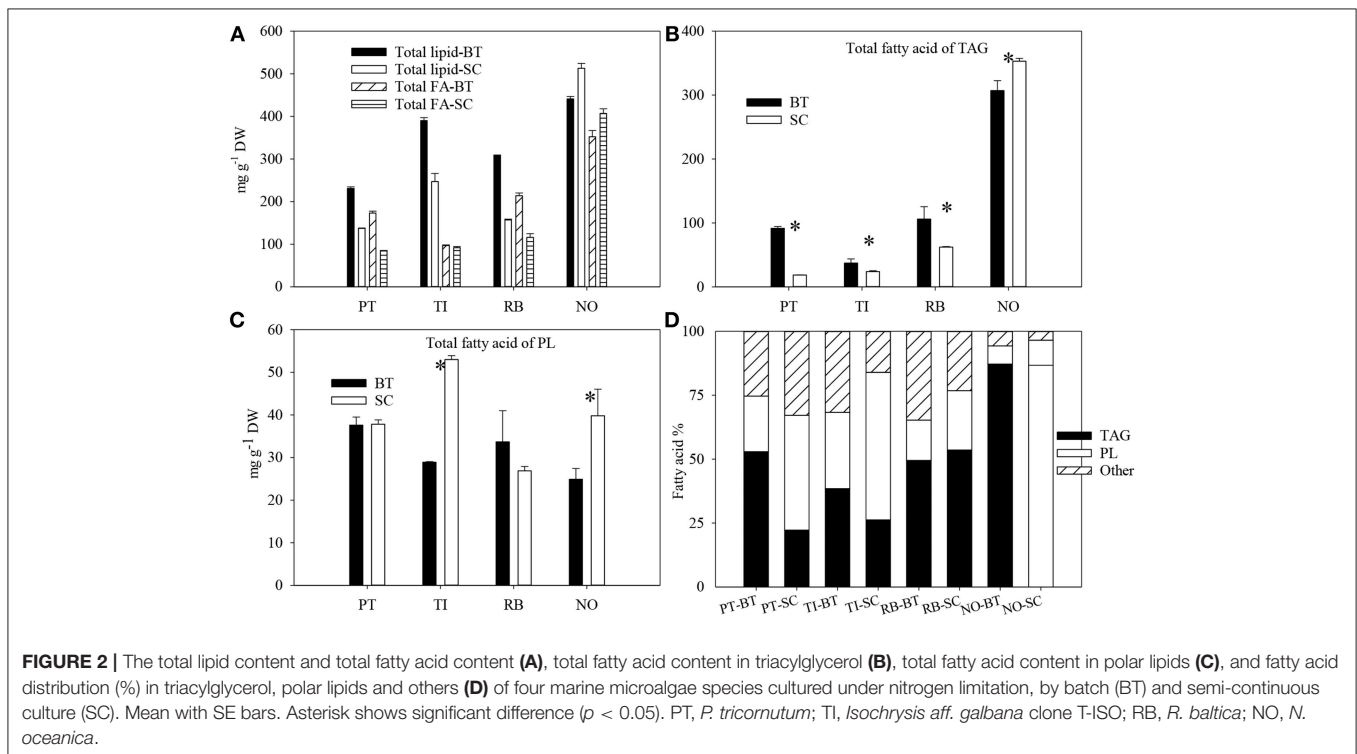 A
600
500
400
300
200
100
0
mg g-1 DW
Total lipid-BT
Total lipid-SC
Total FA-BT
Total FA-SC
PT TI RB NO
B
Total fatty acid of TAG
400
300
200
100
0
BT
SC
*
*
*
*
PT TI RB NO
C
Total fatty acid of PL
60
50
40
30
20
10
0
mg g-1 DW
BT
SC
*
*
PT TI RB NO
D
100
75
50
25
0
Fatty acid %
TAG
PL
Other
PT-BT PT-SC TI-BT TI-SC RB-BT RB-SC NO-BT NO-SC
FIGURE 2 | The total lipid content and total fatty acid content (A), total fatty acid content in triacylglycerol (B), total fatty acid content in polar lipids (C), and fatty acid
distribution (%) in triacylglycerol, polar lipids and others (D) of four marine microalgae species cultured under nitrogen limitation, by batch (BT) and semi-continuous
culture (SC). Mean with SE bars. Asterisk shows significant difference (p < 0.05). PT, P. tricornutum; TI, Isochrysis aff. galbana clone T-ISO; RB, R. baltica; NO, N.
oceanica.